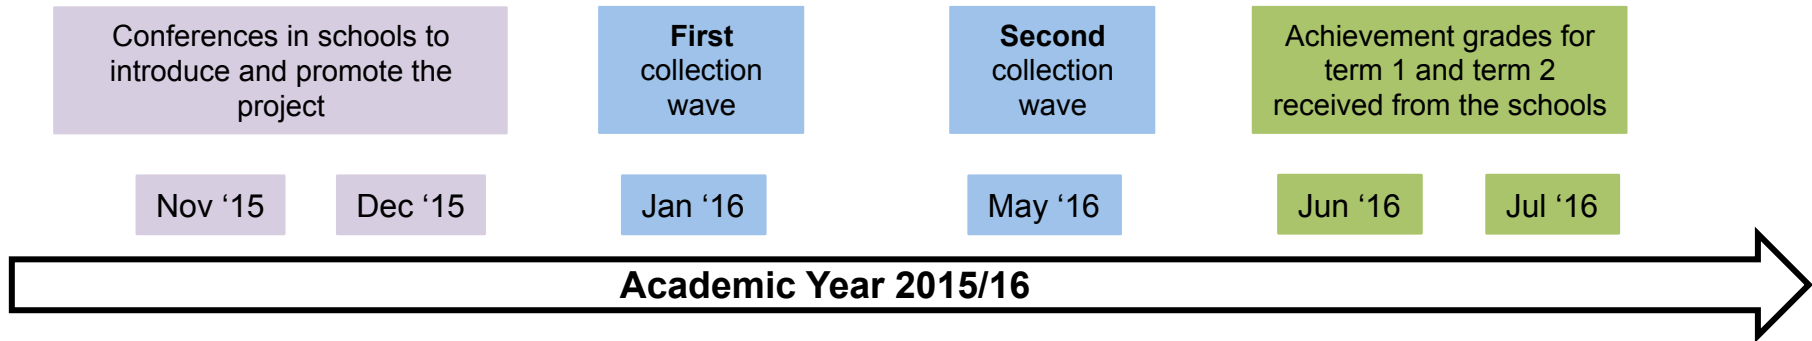 Conferences in schools to
introduce and promote the
project
First
collection
wave
Second
collection
wave
Achievement grades for
term 1 and term 2
received from the schools
Nov ‘15
Dec ‘15
Jan ‘16
May ‘16
Jun ‘16
Jul ‘16
Academic Year 2015/16